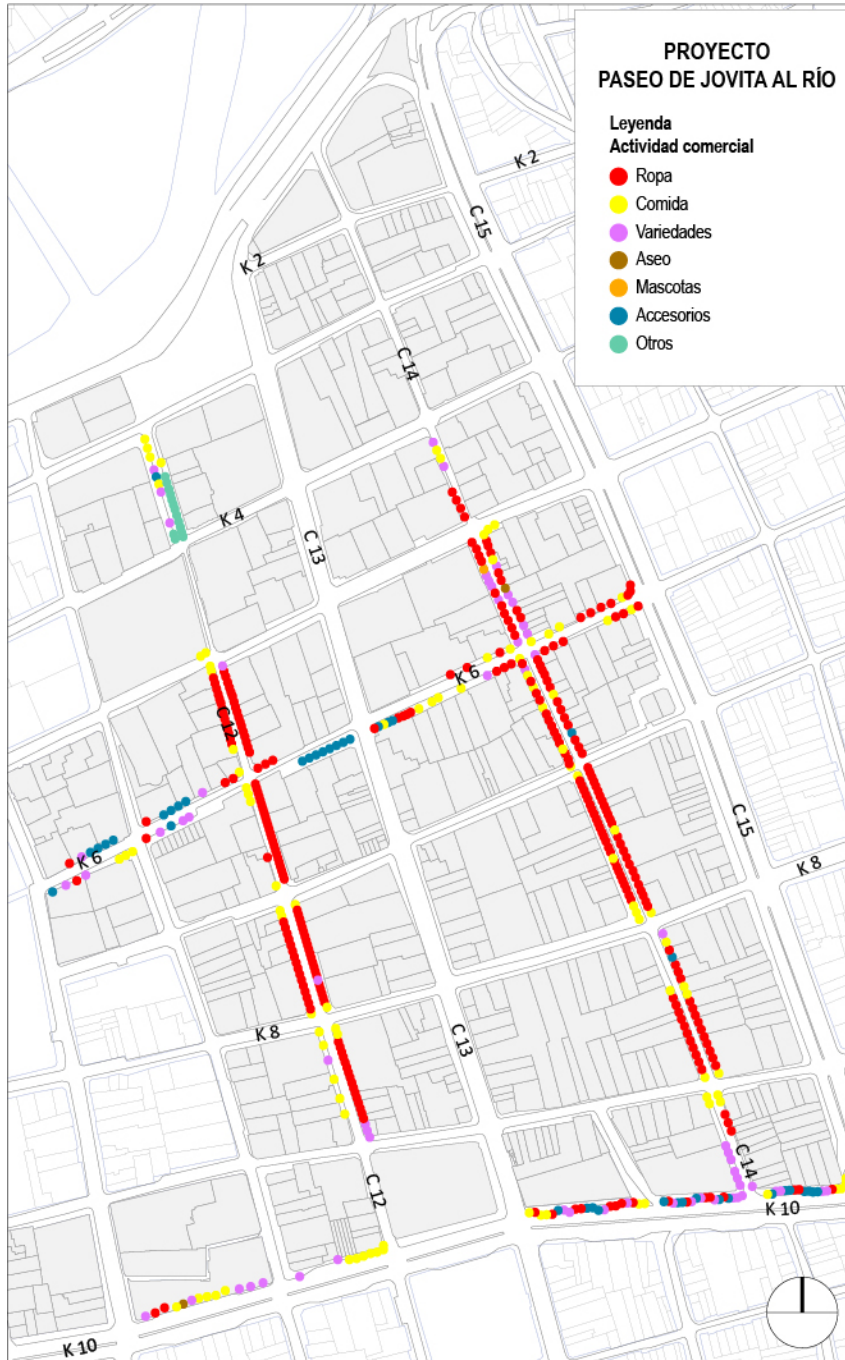 PROYECTO
PASEO DE JOVITA AL RÍO
Leyenda
Actividad comercial
Ropa
Comida
Variedades
Aseo
Mascotas
Accesorios
Otros
K 2
C 15
K 2
C 14
K 4
C 13
K 6
C 12
C 15
K 6
K 8
K 8
C 13
C 14
C 12
K 10
K 10